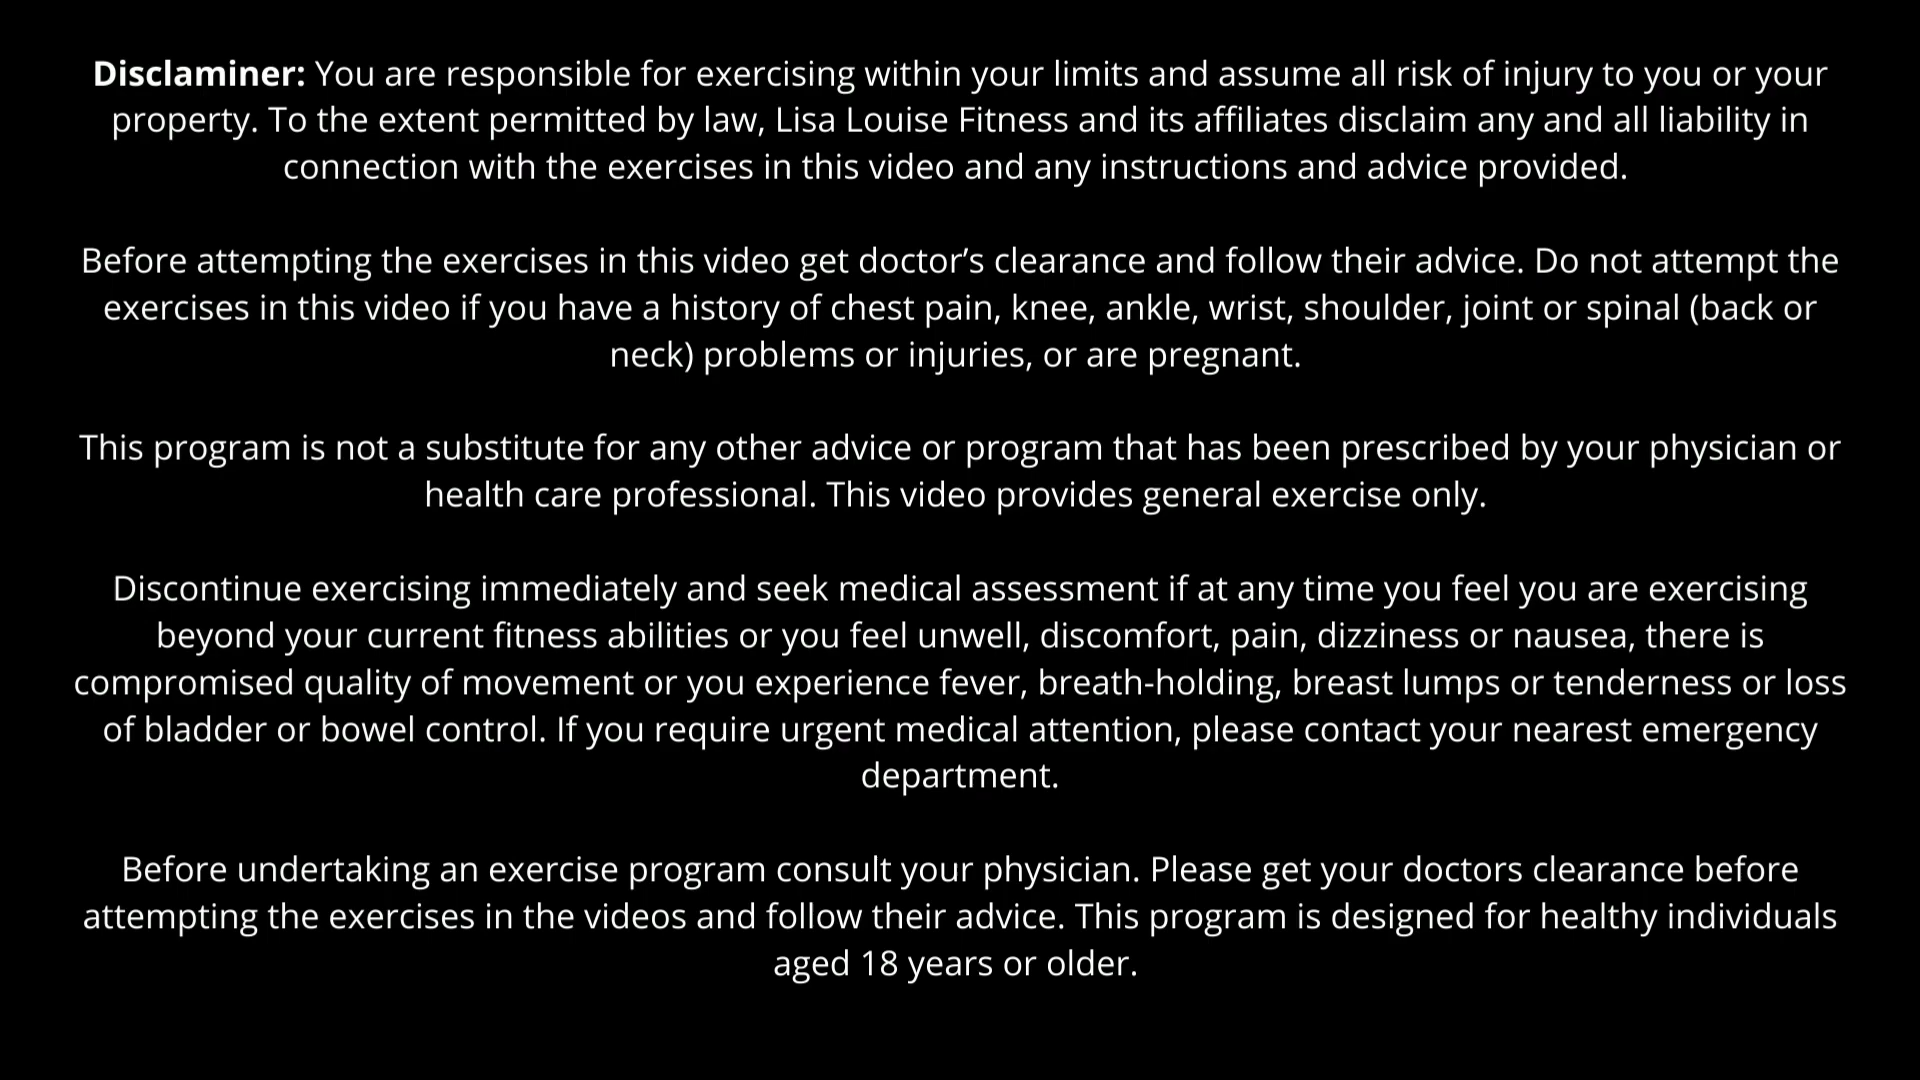 Disclaminer: You are responsible for exercising within your limits and assume all risk of injury to you or your
property. To the extent permitted by law, Lisa Louise Fitness and its affiliates disclaim any and all liability in
connection with the exercises in this video and any instructions and advice provided.
Before attempting the exercises in this video get doctor’s clearance and follow their advice. Do not attempt the
exercises in this video if you have a history of chest pain, knee, ankle, wrist, shoulder, joint or spinal (back or
neck) problems or injuries, or are pregnant.
This program is not a substitute for any other advice or program that has been prescribed by your physician or
health care professional. This video provides general exercise only.
Discontinue exercising immediately and seek medical assessment if at any time you feel you are exercising
beyond your current fitness abilities or you feel unwell, discomfort, pain, dizziness or nausea, there is
compromised quality of movement or you experience fever, breath-holding, breast lumps or tenderness or loss
of bladder or bowel control. If you require urgent medical attention, please contact your nearest emergency
department.
Before undertaking an exercise program consult your physician. Please get your doctors clearance before
attempting the exercises in the videos and follow their advice. This program is designed for healthy individuals
aged 18 years or older.